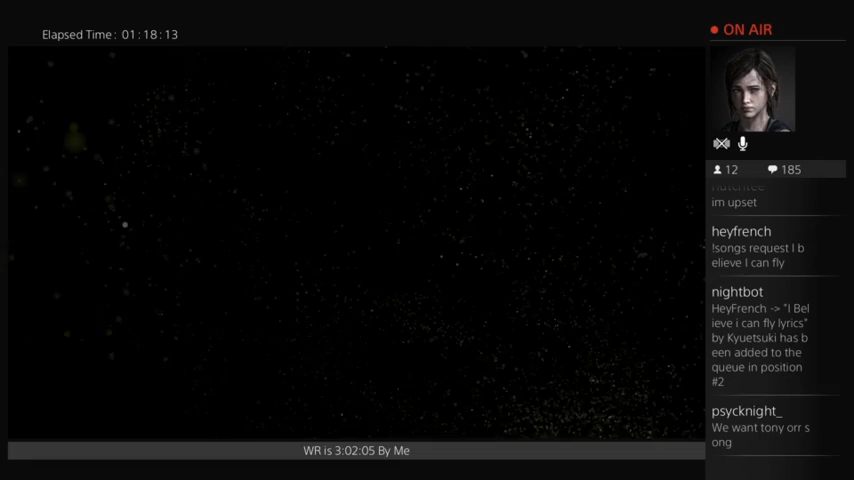 Elapsed Time: 01:18:13
ON AIR
12 185
im upset
heyfrench
!songs request I b
elieve I can fly
nightbot
HeyFrench -> "I Bel
ieve i can fly lyrics"
by Kyuetsuki has b
een added to the
queue in position
#2
psycknight_
We want tony orr s
ong
WR is 3:02:05 By Me